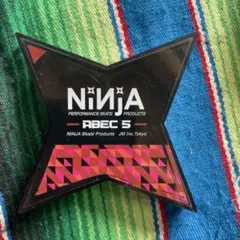 NiNjA
PERFORMANCE SKATE PRODUCTS
ABEC 5
NiNJA Skate Products JM Inc.Tokyo